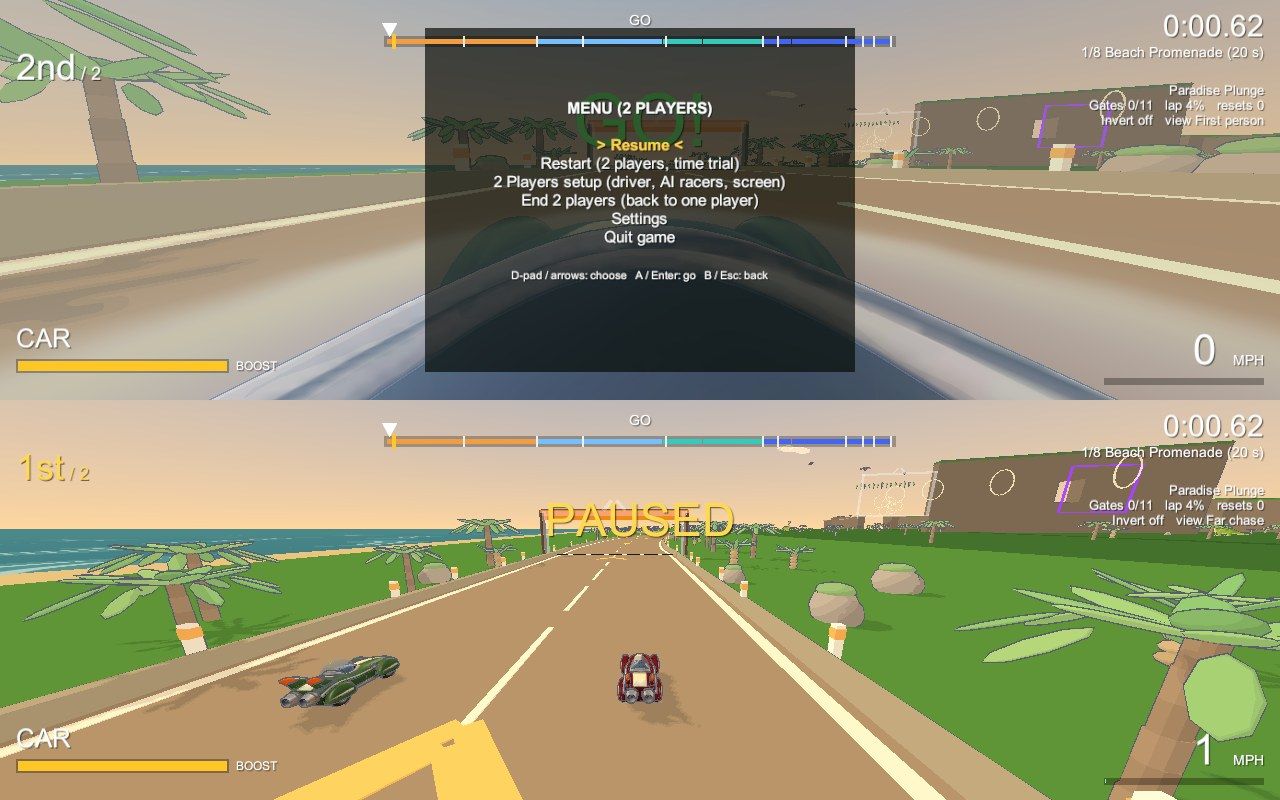 GO
0:00.62
1/8 Beach Promenade (20 s)
2nd / 2
Paradise Plunge
Gates 0/11 lap 4% resets 0
Invert off view First person
GO!
MENU (2 PLAYERS)
> Resume <
Restart (2 players, time trial)
2 Players setup (driver, AI racers, screen)
End 2 players (back to one player)
Settings
Quit game
D-pad / arrows: choose A / Enter: go B / Esc: back
CAR
BOOST
0 MPH
GO
0:00.62
1/8 Beach Promenade (20 s)
1st / 2
Paradise Plunge
Gates 0/11 lap 4% resets 0
Invert off view Far chase
PAUSED
CAR
BOOST
1 MPH